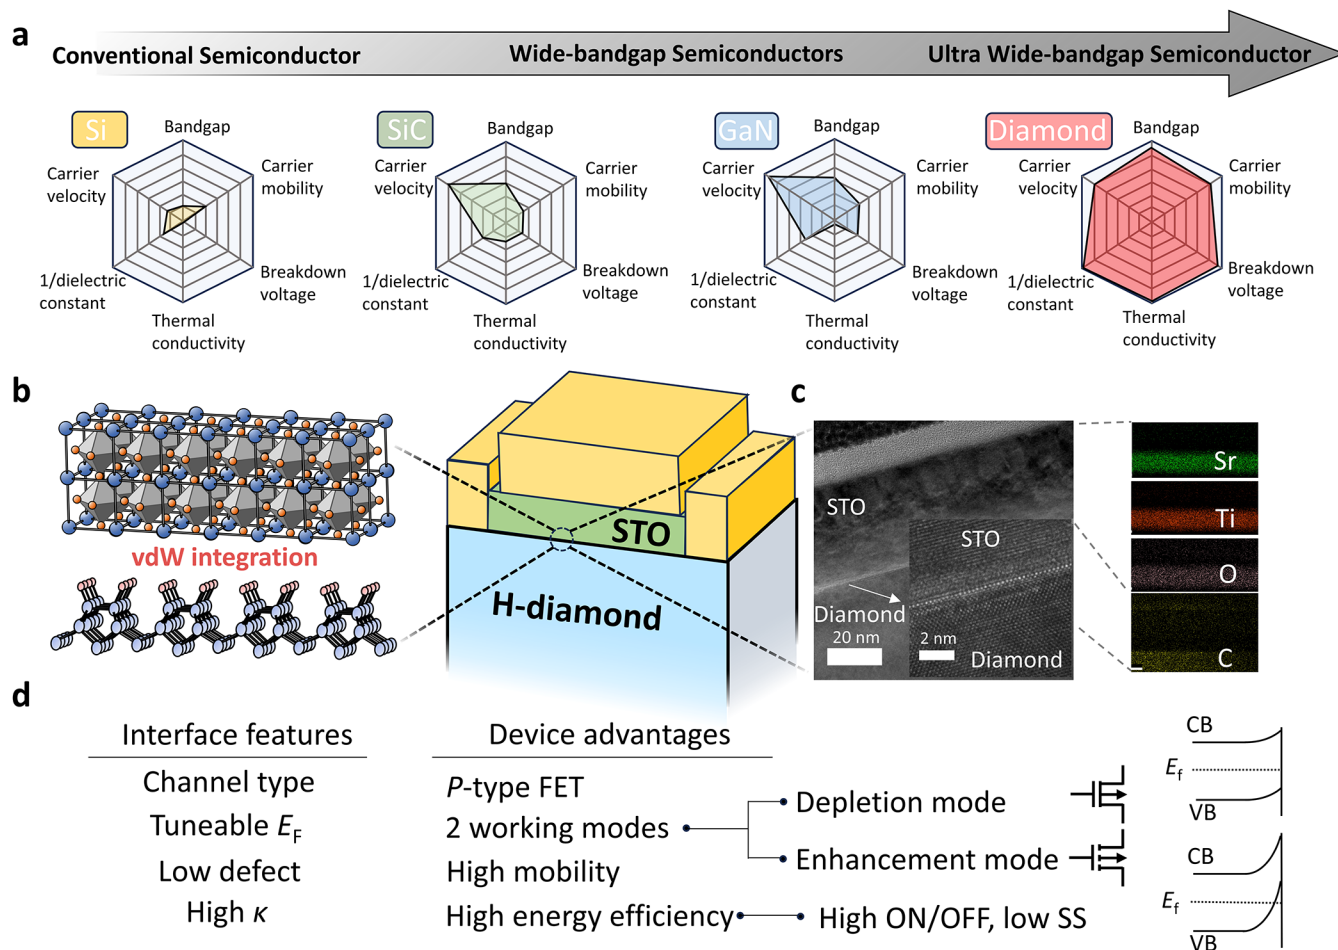 a
Conventional Semiconductor
Wide-bandgap Semiconductors
Ultra Wide-bandgap Semiconductor
Si
Bandgap
Carrier
velocity
Carrier
mobility
1/dielectric
constant
Breakdown
voltage
Thermal
conductivity
SiC
Bandgap
Carrier
velocity
Carrier
mobility
1/dielectric
constant
Breakdown
voltage
Thermal
conductivity
GaN
Bandgap
Carrier
velocity
Carrier
mobility
1/dielectric
constant
Breakdown
voltage
Thermal
conductivity
Diamond
Bandgap
Carrier
velocity
Carrier
mobility
1/dielectric
constant
Breakdown
voltage
Thermal
conductivity
b
vdW integration
STO
H-diamond
c
STO
STO
Diamond
20 nm
2 nm
Diamond
Sr
Ti
O
C
d
Interface features
Device advantages
Channel type
P-type FET
Tuneable E_F
2 working modes
Low defect
High mobility
High κ
High energy efficiency
Depletion mode
Enhancement mode
High ON/OFF, low SS
CB
E_f
VB
CB
E_f
VB